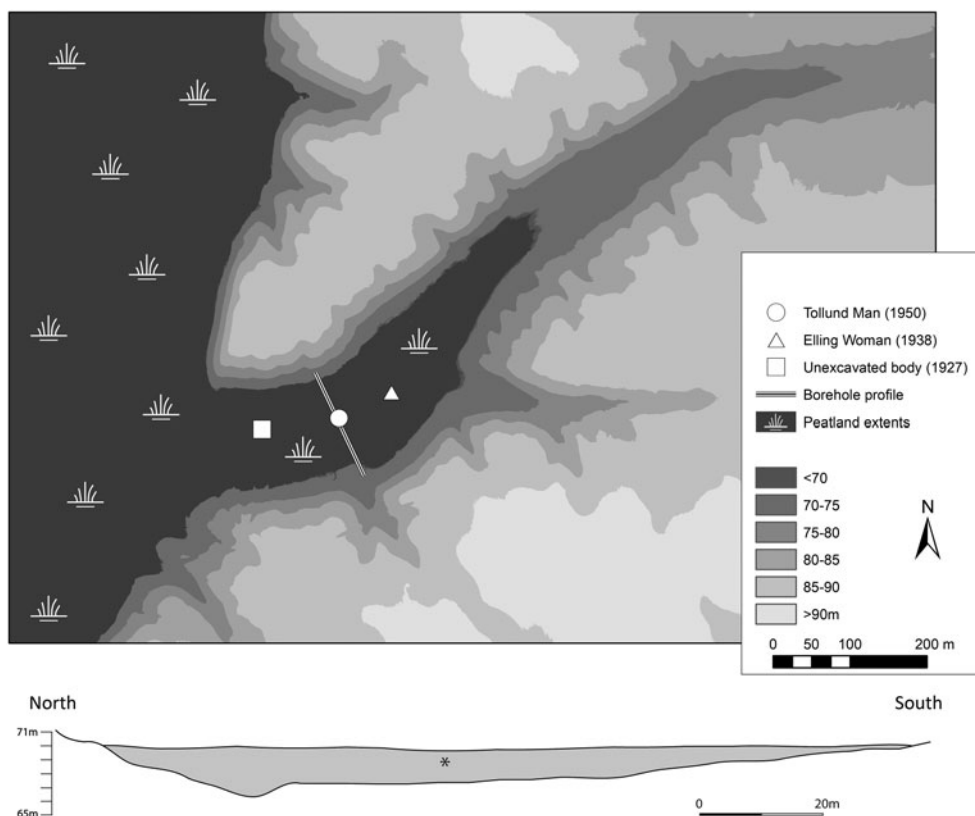 Tollund Man (1950)
Elling Woman (1938)
Unexcavated body (1927)
Borehole profile
Peatland extents
<70
70-75
75-80
80-85
85-90
>90m
N
0 50 100 200 m
North South
71m
*
65m
0 20m